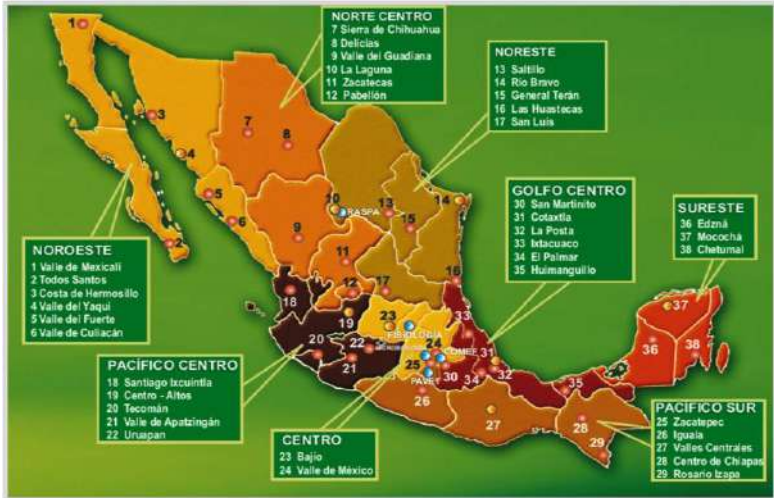 NORTE CENTRO
7 Sierra de Chihuahua
8 Delicias
9 Valle del Guadiana
10 La Laguna
11 Zacatecas
12 Pabellón
NORESTE
13 Saltillo
14 Río Bravo
15 General Terán
16 Las Huastecas
17 San Luis
GOLFO CENTRO
30 San Martinito
31 Cotaxtla
32 La Posta
33 Ixtacuaco
34 El Palmar
35 Huimanguillo
SURESTE
36 Edzná
37 Mocochá
38 Chetumal
NOROESTE
1 Valle de Mexicali
2 Todos Santos
3 Costa de Hermosillo
4 Valle del Yaqui
5 Valle del Fuerte
6 Valle de Culiacán
PACÍFICO CENTRO
18 Santiago Ixcuintla
19 Centro - Altos
20 Tecomán
21 Valle de Apatzingán
22 Uruapan
CENTRO
23 Bajío
24 Valle de México
PACÍFICO SUR
25 Zacatepec
26 Iguala
27 Valles Centrales
28 Centro de Chiapas
29 Rosario Izapa
1
2
3
4
5
6
7
8
9
10
RASPA
11
12
13
14
15
16
17
18
19
20
21
22
23
FISIOLOGÍA
24
COMEF
25
PAVET
26
27
28
29
30
31
32
33
34
35
36
37
38